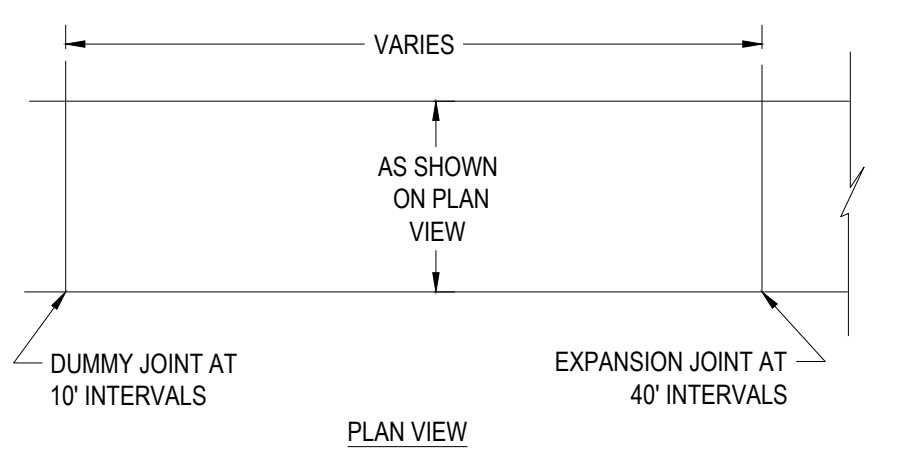 VARIES
AS SHOWN
ON PLAN
VIEW
DUMMY JOINT AT
10' INTERVALS
EXPANSION JOINT AT
40' INTERVALS
PLAN VIEW